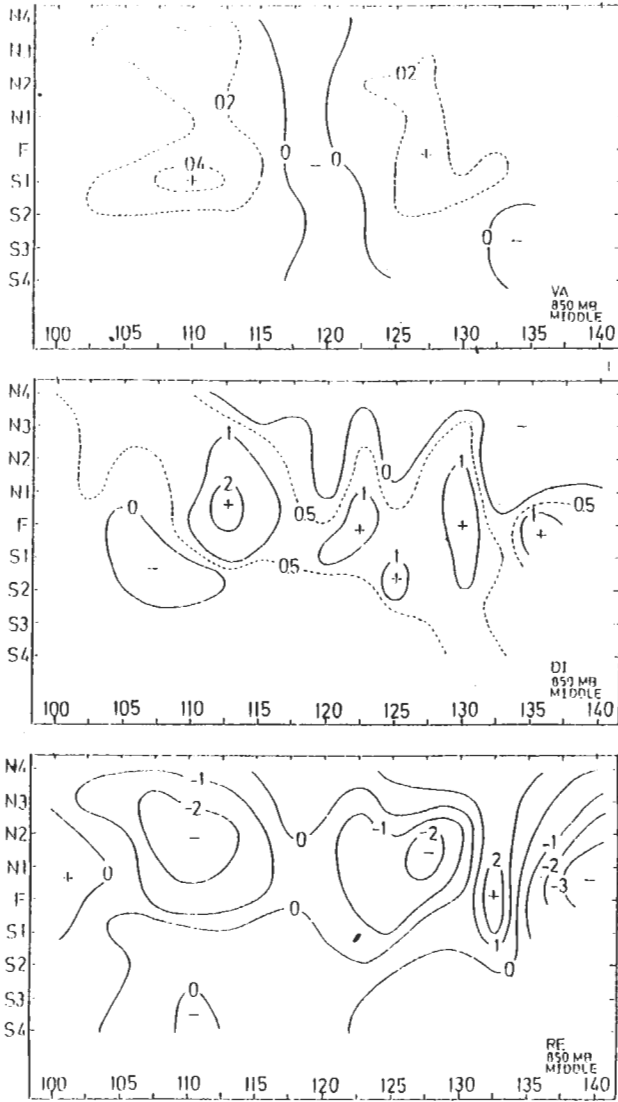 N4
N3
N2 02
02
N1
F 0 - 0 +
04
S1 +
S2
S3 0 -
S4
VA
850 MB
MIDDLE
100 105 110 115 120 125 130 135 140
N4
N3 1 -
N2 0 1
2
N1 0 + 0.5 1 1 0.5
F + + +
S1 - 0.5 1
S2 +
S3
S4
DI
850 MB
MIDDLE
100 105 110 115 120 125 130 135 140
N4 -1
N3 -2
N2 - 0 -1 -2 -1
N1 + 0 - -2 -
F 2 + -3
S1 0 0 1
S2 0
S3 0 -
S4
RE
850 MB
MIDDLE
100 105 110 115 120 125 130 135 140